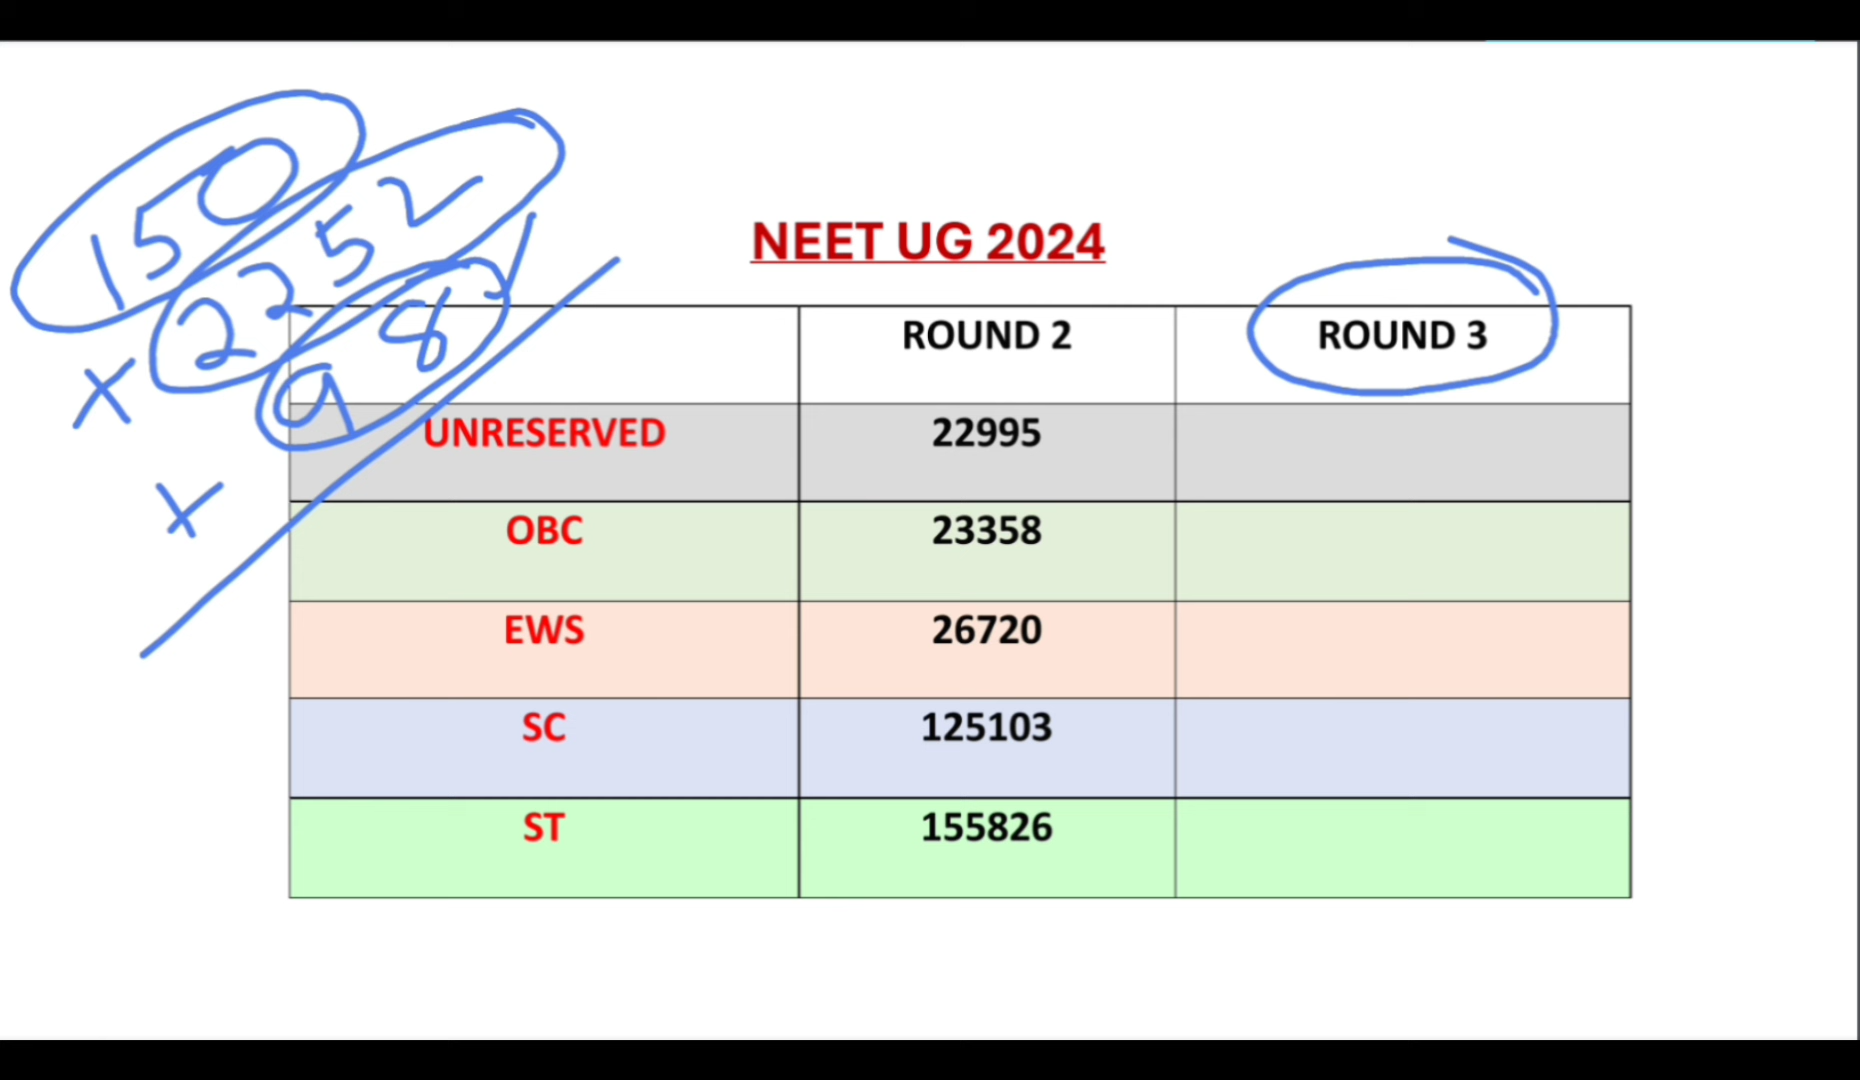 150
2252
98
NEET UG 2024
ROUND 2 ROUND 3
UNRESERVED 22995
OBC 23358
EWS 26720
SC 125103
ST 155826